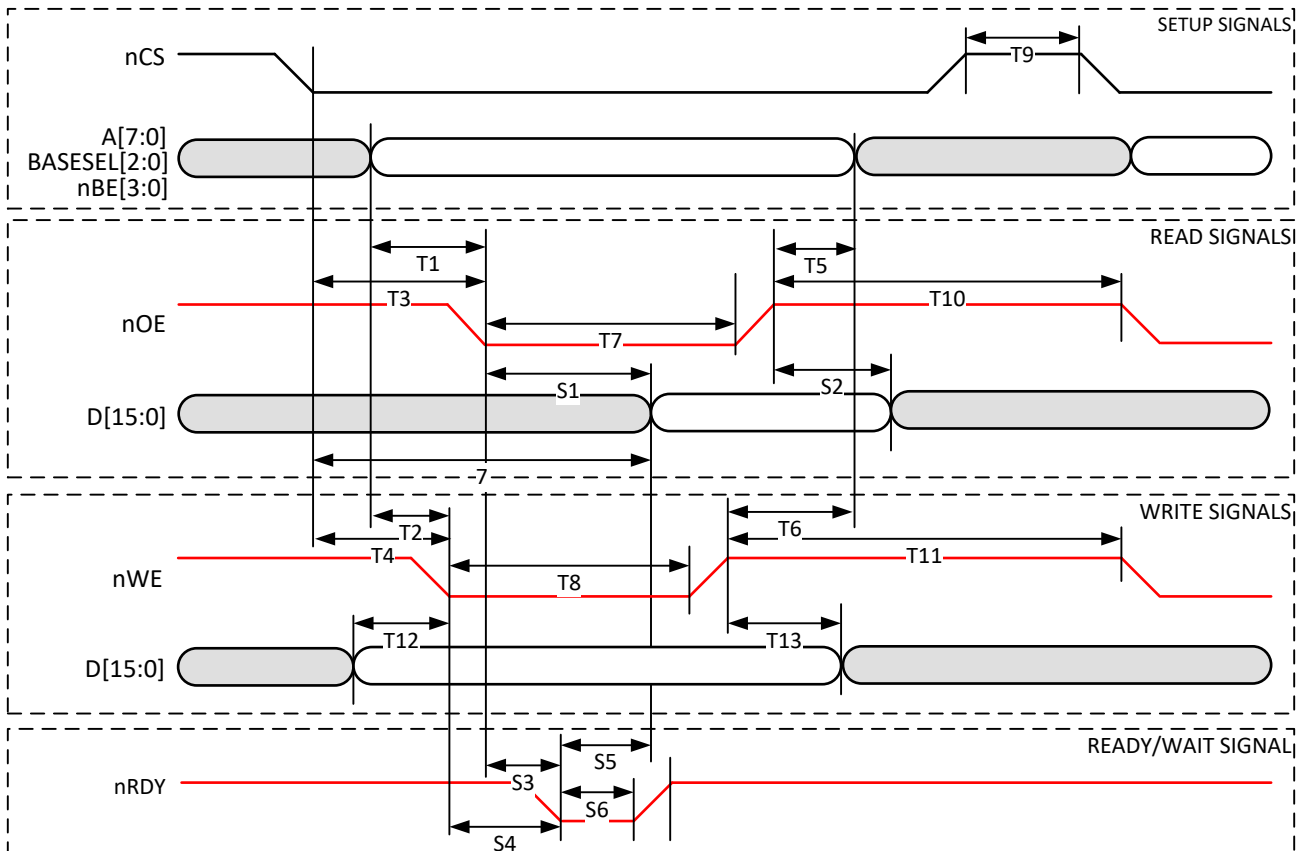 SETUP SIGNALS
nCS
T9
A[7:0]
BASESEL[2:0]
nBE[3:0]
READ SIGNALS
T1
T5
T3
T10
nOE
T7
S1
S2
D[15:0]
7
WRITE SIGNALS
T2
T6
T4
T11
nWE
T8
T12
T13
D[15:0]
READY/WAIT SIGNAL
S5
nRDY
S3
S6
S4